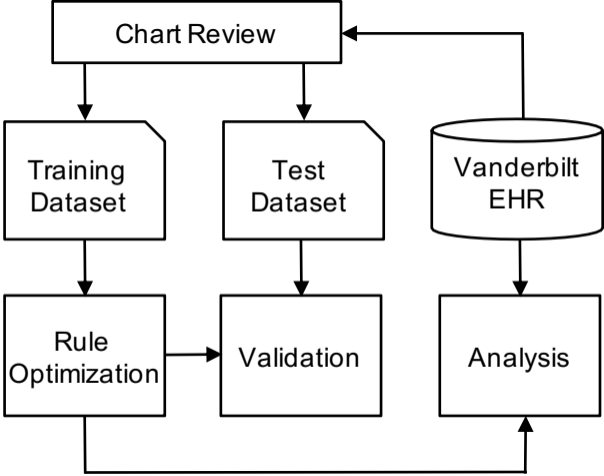 Chart Review
Training
Dataset
Test
Dataset
Vanderbilt
EHR
Rule
Optimization
Validation
Analysis